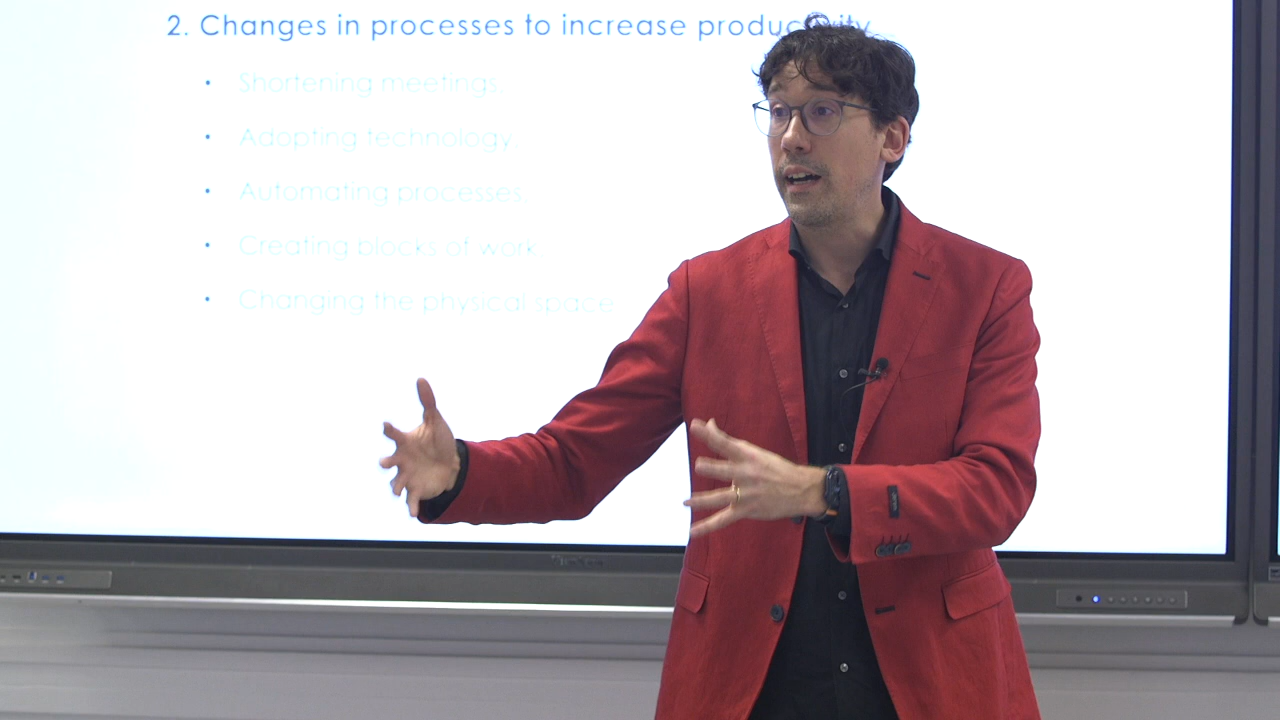 2. Changes in processes to increase productivity
• Shortening meetings.
• Adopting technology.
• Automating processes.
• Creating blocks of work
• Changing the physical space